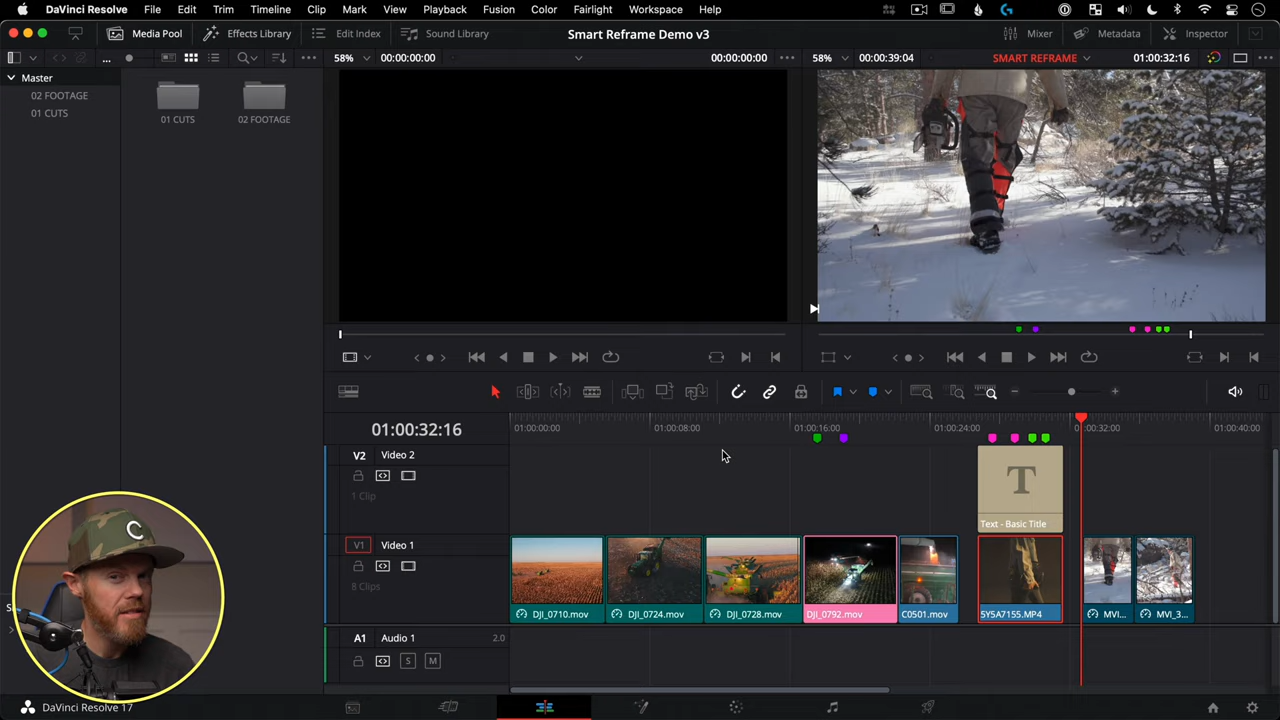 DaVinci Resolve File Edit Trim Timeline Clip Mark View Playback Fusion Color Fairlight Workspace Help
Media Pool Effects Library Edit Index Sound Library Smart Reframe Demo v3 Mixer Metadata Inspector
... 58% 00:00:00:00 00:00:00:00 ... 58% 00:00:39:04 SMART REFRAME 01:00:32:16 ...
Master
02 FOOTAGE
01 CUTS
01 CUTS 02 FOOTAGE
01:00:32:16
01:00:00:00 01:00:08:00 01:00:16:00 01:00:24:00 01:00:32:00 01:00:40:00
V2 Video 2
1 Clip
T
Text - Basic Title
V1 Video 1
8 Clips
DJI_0710.mov DJI_0724.mov DJI_0728.mov DJI_0792.mov C0501.mov 5Y5A7155.MP4 MVI... MVI_3...
A1 Audio 1 2.0
S M
C
DaVinci Resolve 17